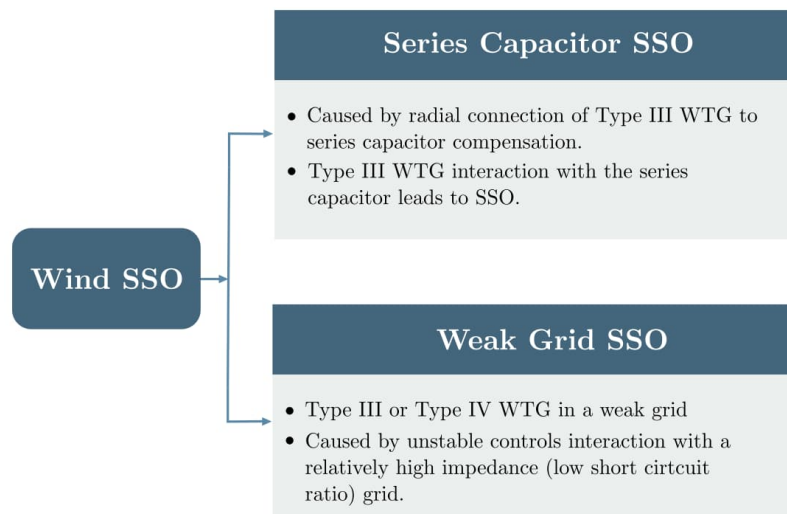 Series Capacitor SSO
• Caused by radial connection of Type III WTG to
series capacitor compensation.
• Type III WTG interaction with the series
capacitor leads to SSO.
Wind SSO
Weak Grid SSO
• Type III or Type IV WTG in a weak grid
• Caused by unstable controls interaction with a
relatively high impedance (low short cirtcuit
ratio) grid.